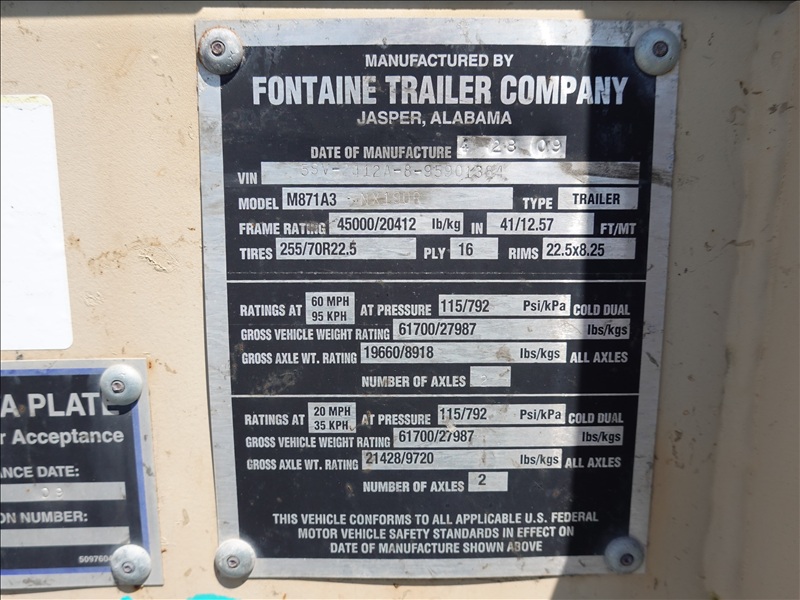 MANUFACTURED BY
FONTAINE TRAILER COMPANY
JASPER, ALABAMA
DATE OF MANUFACTURE 4 28 09
VIN
MODEL M871A3 TYPE TRAILER
FRAME RATING 45000/20412 lb/kg IN 41/12.57 FT/MT
TIRES 255/70R22.5 PLY 16 RIMS 22.5x8.25
RATINGS AT 60 MPH 95 KPH AT PRESSURE 115/792 Psi/kPa COLD DUAL
GROSS VEHICLE WEIGHT RATING 61700/27987 lbs/kgs
GROSS AXLE WT. RATING 19660/8918 lbs/kgs ALL AXLES
NUMBER OF AXLES
RATINGS AT 20 MPH 35 KPH AT PRESSURE 115/792 Psi/kPa COLD DUAL
GROSS VEHICLE WEIGHT RATING 61700/27987 lbs/kgs
GROSS AXLE WT. RATING 21428/9720 lbs/kgs ALL AXLES
NUMBER OF AXLES 2
THIS VEHICLE CONFORMS TO ALL APPLICABLE U.S. FEDERAL
MOTOR VEHICLE SAFETY STANDARDS IN EFFECT ON
DATE OF MANUFACTURE SHOWN ABOVE
A PLATE
r Acceptance
NCE DATE:
09
ON NUMBER: